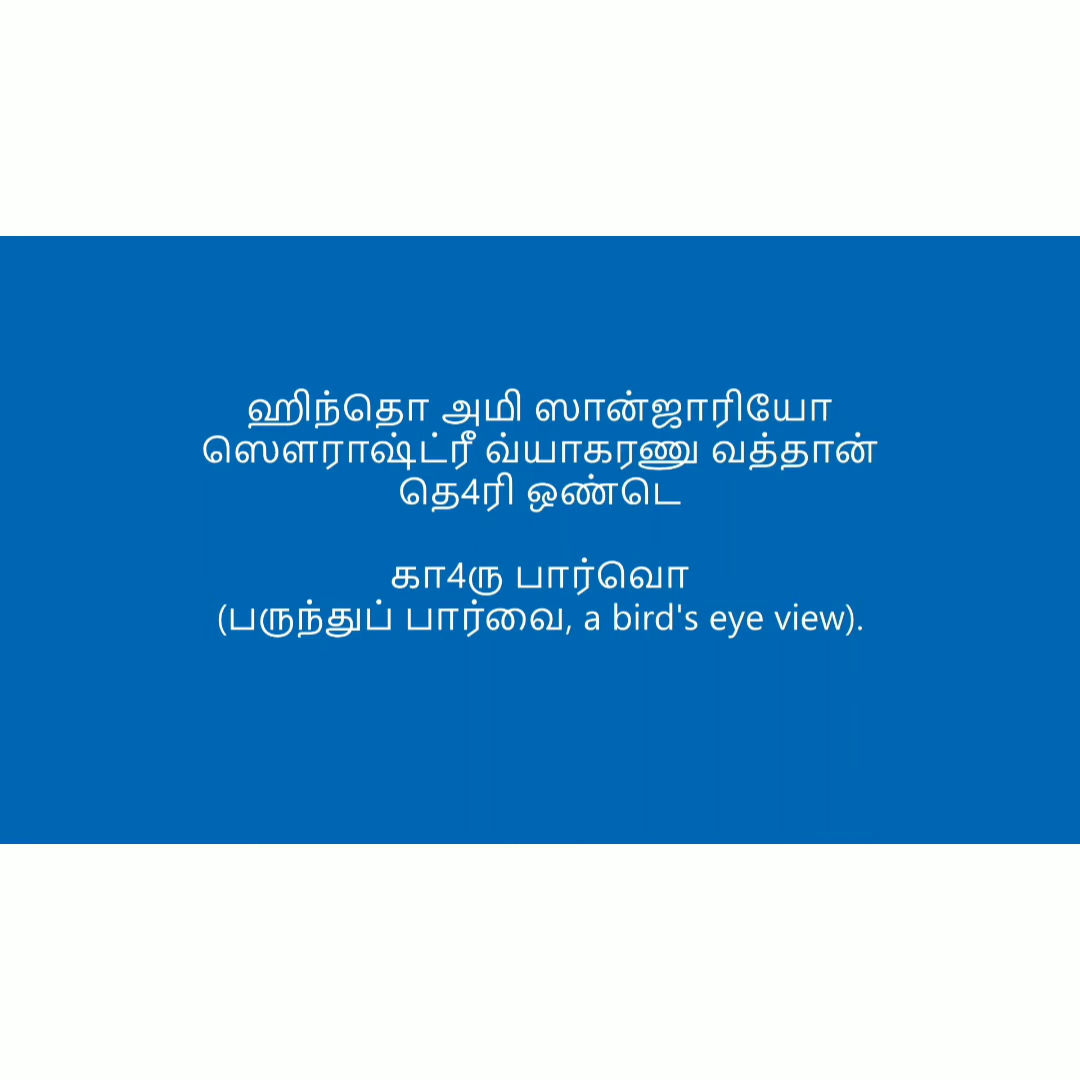 ஹிந்தொ அமி ஸான்ஜாரியோ
ஸௌராஷ்ட்ரீ வ்யாகரணு வத்தான்
தெ4ரி ஒண்டெ
கா4ரு பார்வொ
(பருந்துப் பார்வை, a bird's eye view).